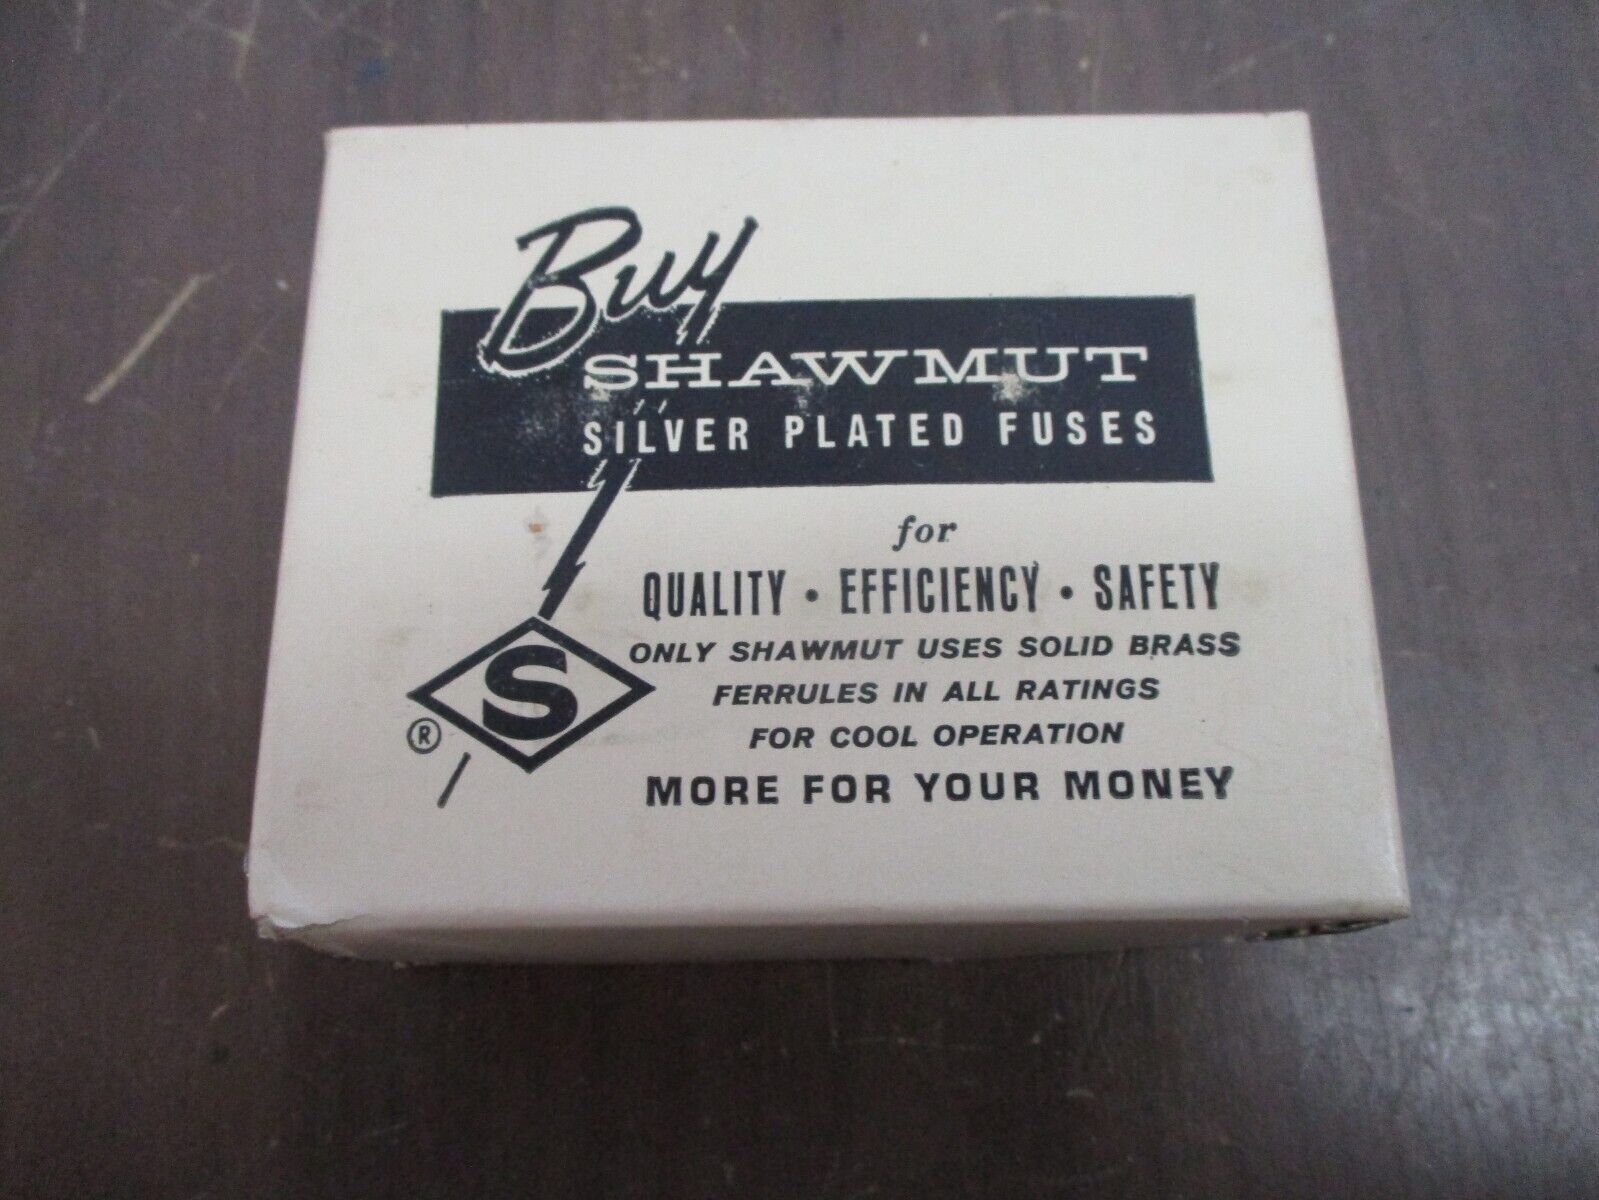 Buy
SHAWMUT
SILVER PLATED FUSES
for
QUALITY • EFFICIENCY • SAFETY
ONLY SHAWMUT USES SOLID BRASS
FERRULES IN ALL RATINGS
FOR COOL OPERATION
MORE FOR YOUR MONEY
S
®